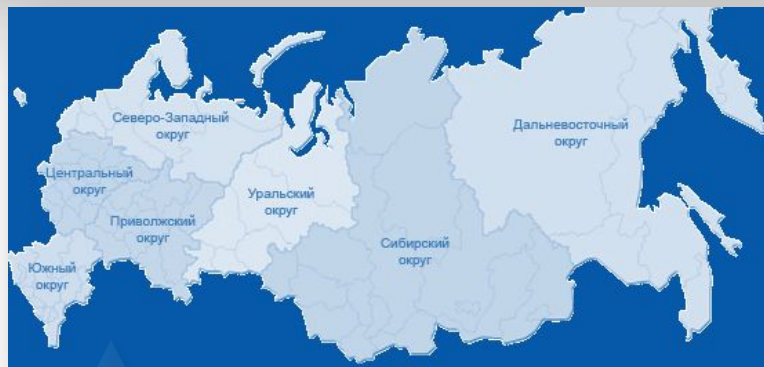 Северо-Западный
округ
Дальневосточный
округ
Центральный
округ
Уральский
округ
Приволжский
округ
Сибирский
округ
Южный
округ